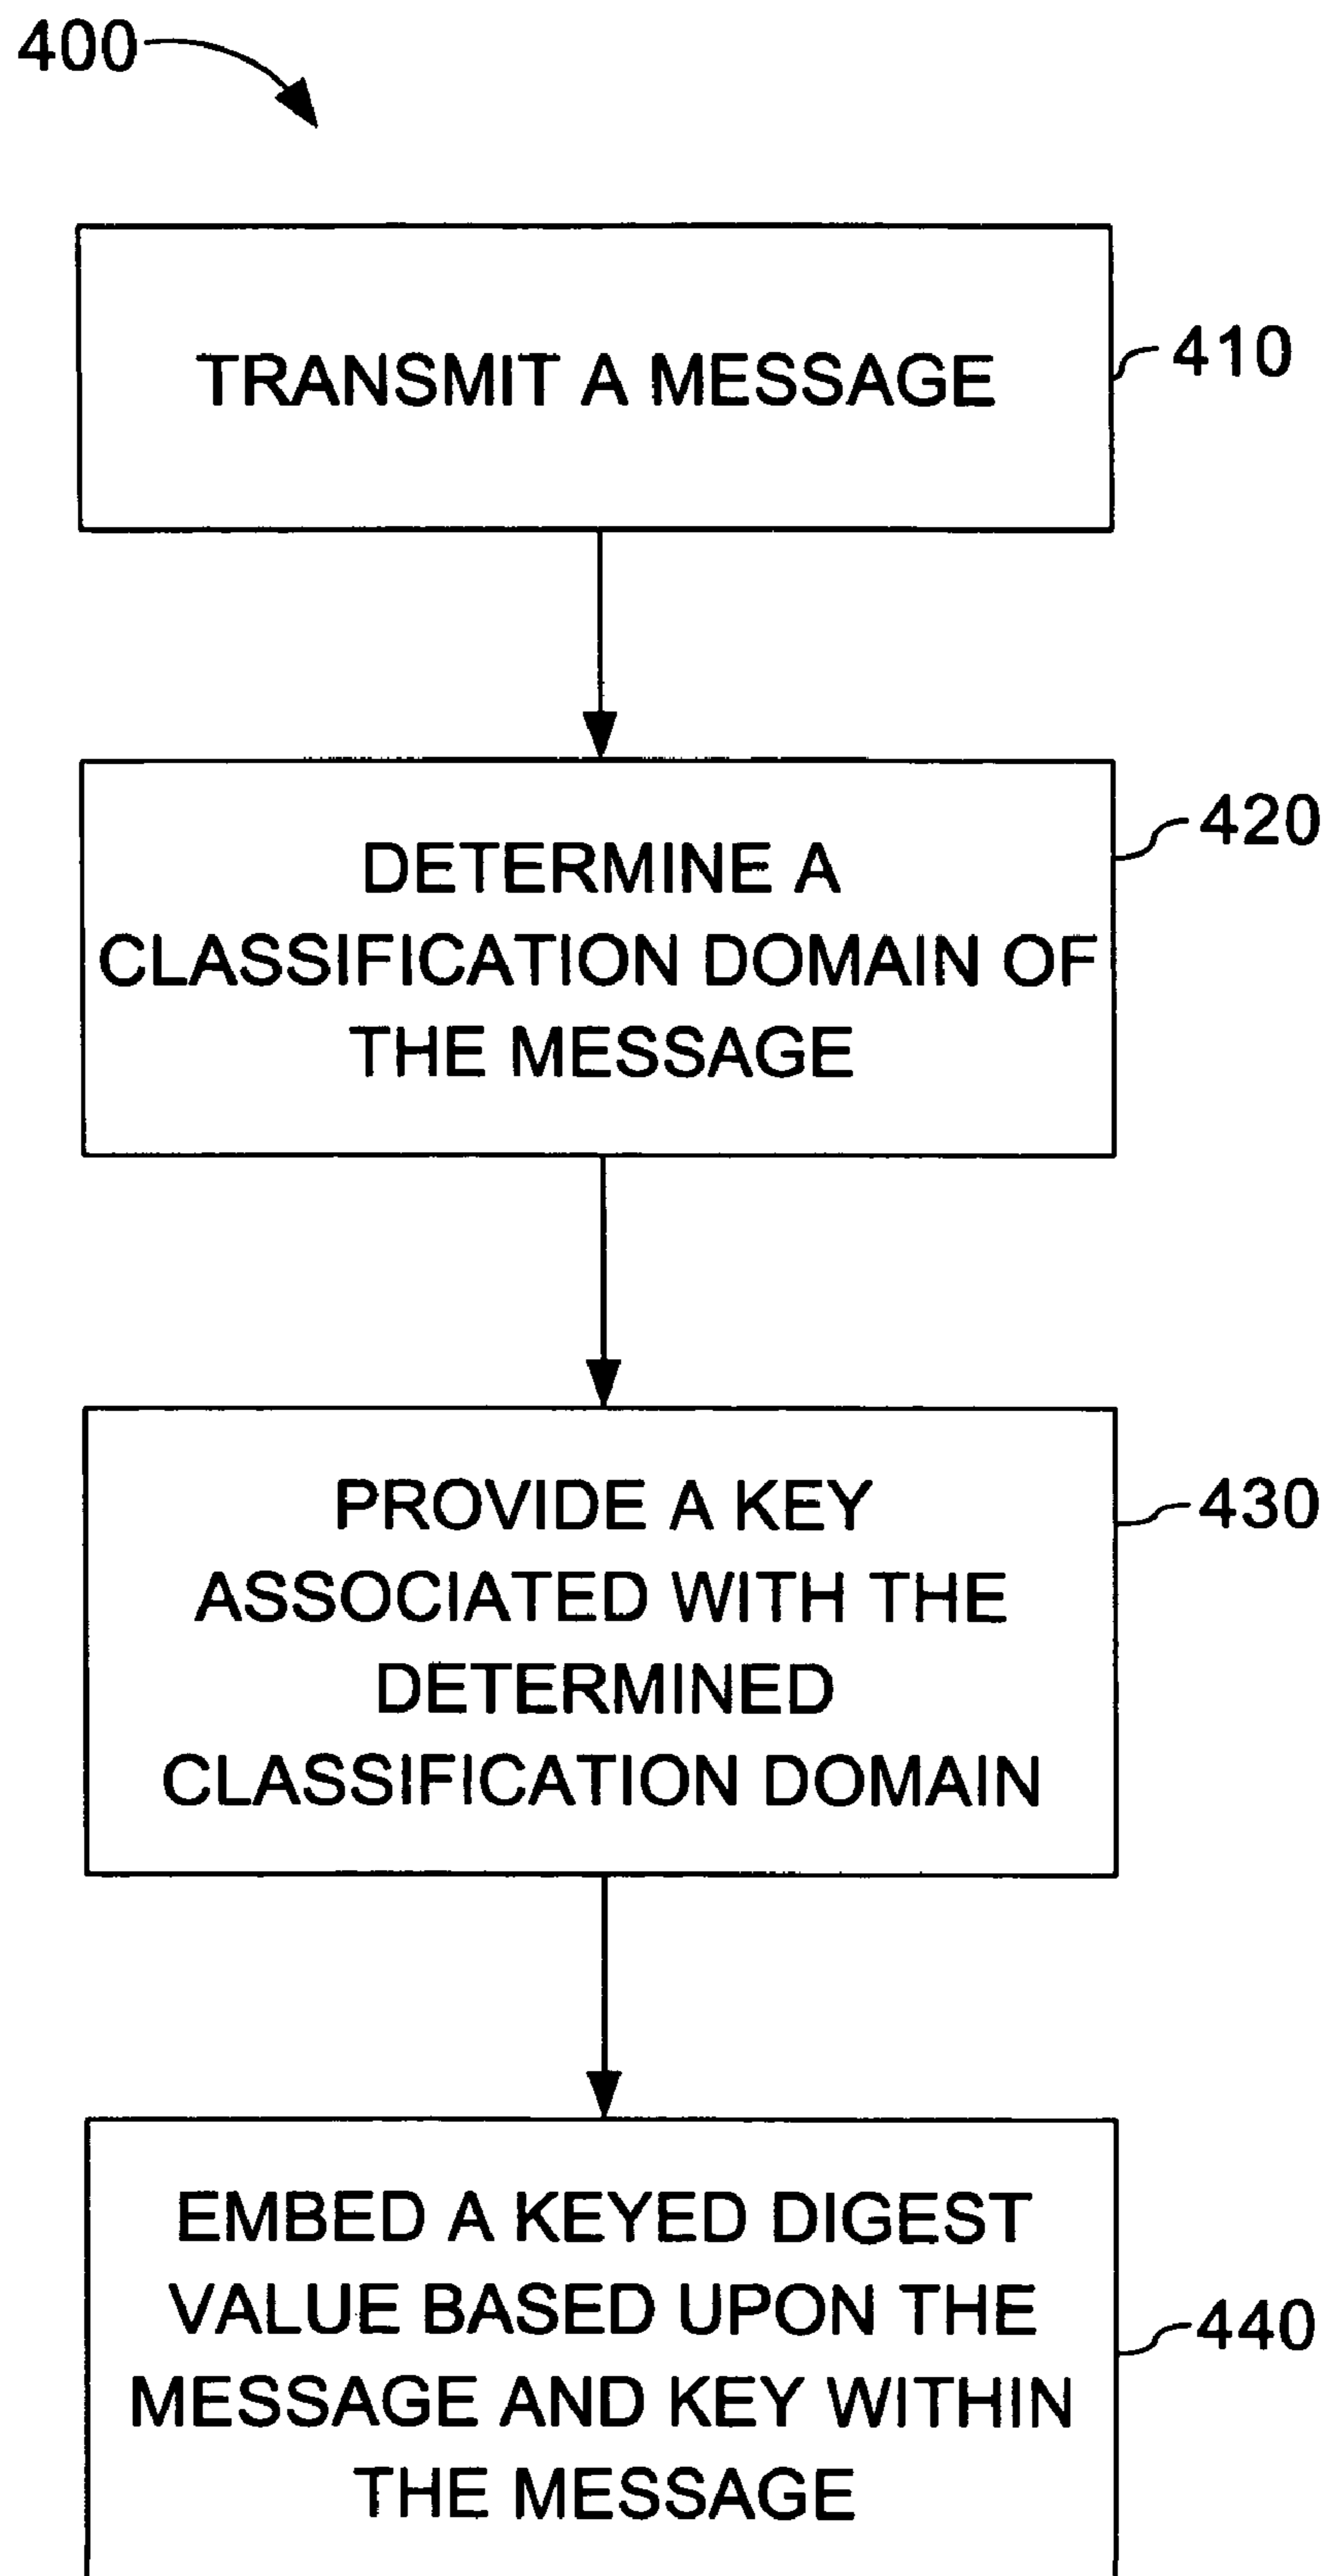 400
TRANSMIT A MESSAGE
410
DETERMINE A
CLASSIFICATION DOMAIN OF
THE MESSAGE
420
PROVIDE A KEY
ASSOCIATED WITH THE
DETERMINED
CLASSIFICATION DOMAIN
430
EMBED A KEYED DIGEST
VALUE BASED UPON THE
MESSAGE AND KEY WITHIN
THE MESSAGE
440